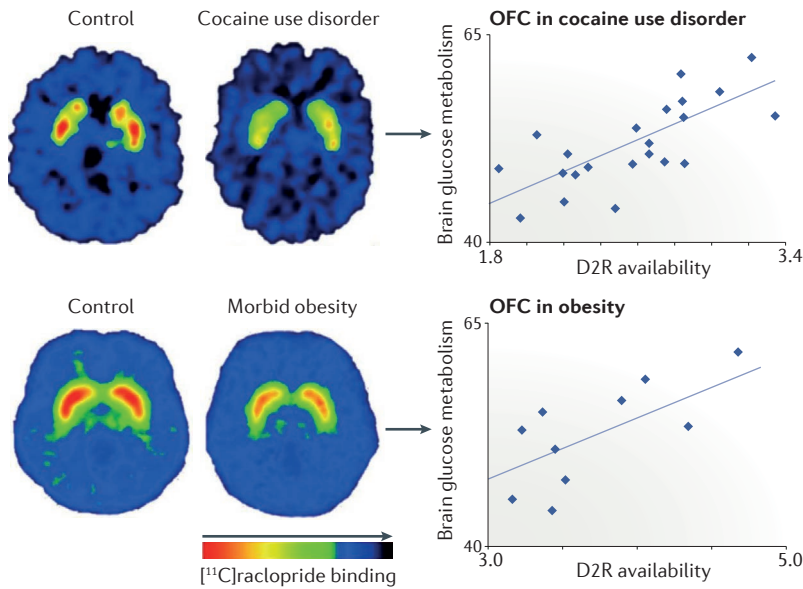 Control
Cocaine use disorder
OFC in cocaine use disorder
Brain glucose metabolism
65
40
1.8
3.4
D2R availability
Control
Morbid obesity
OFC in obesity
Brain glucose metabolism
65
40
3.0
5.0
D2R availability
[¹¹C]raclopride binding